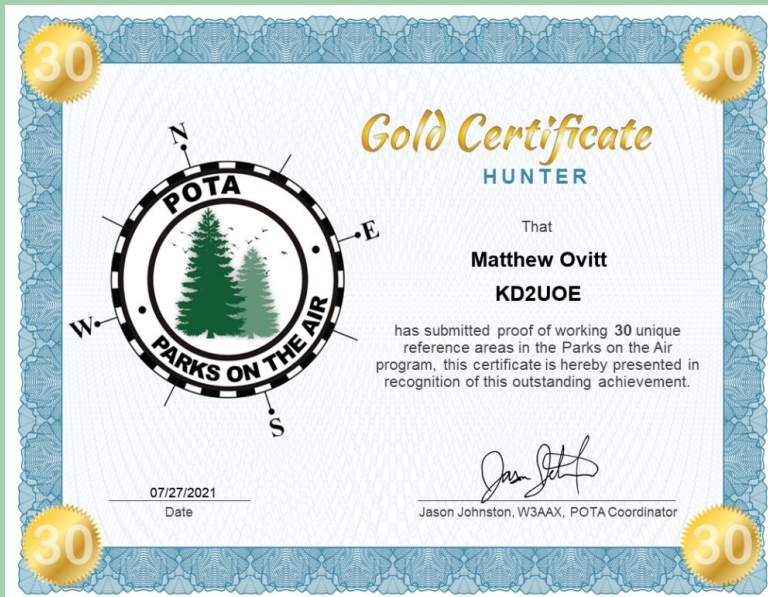 30
30
Gold Certificate
HUNTER
N
E
S
W
POTA
PARKS ON THE AIR
That
Matthew Ovitt
KD2UOE
has submitted proof of working 30 unique
reference areas in the Parks on the Air
program, this certificate is hereby presented in
recognition of this outstanding achievement.
07/27/2021
Date
Jason Johnston, W3AAX, POTA Coordinator
30
30